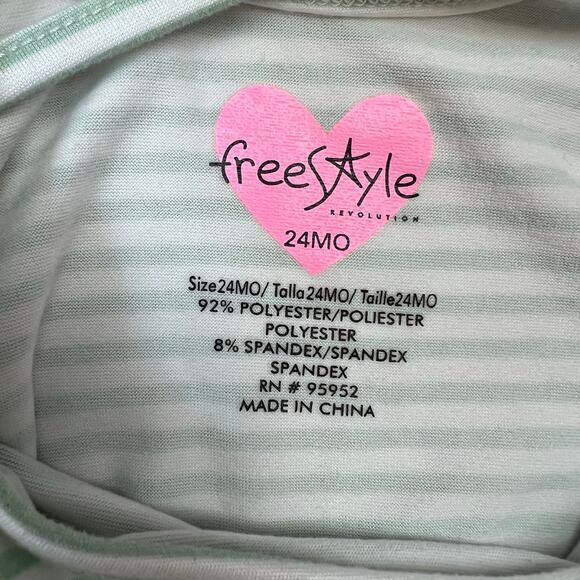 freestyle
REVOLUTION
24MO
Size24MO/ Talla24MO/ Taille24MO
92% POLYESTER/POLIESTER
POLYESTER
8% SPANDEX/SPANDEX
SPANDEX
RN # 95952
MADE IN CHINA